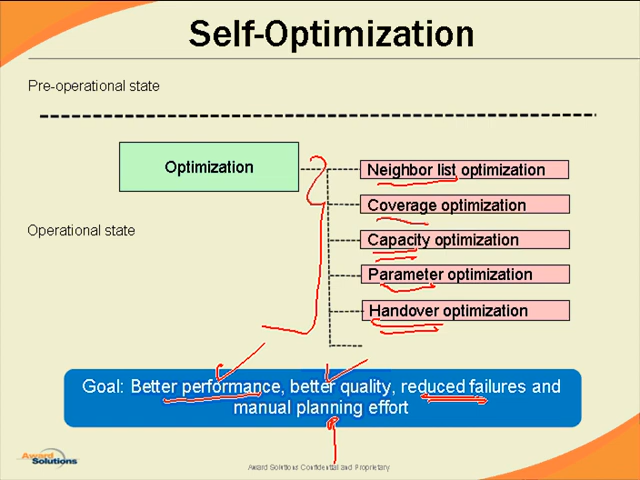 Self-Optimization
Pre-operational state
Optimization
Neighbor list optimization
Coverage optimization
Capacity optimization
Parameter optimization
Handover optimization
Operational state
Goal: Better performance, better quality, reduced failures and
manual planning effort
Award
Solutions
Award Solutions Confidential and Proprietary